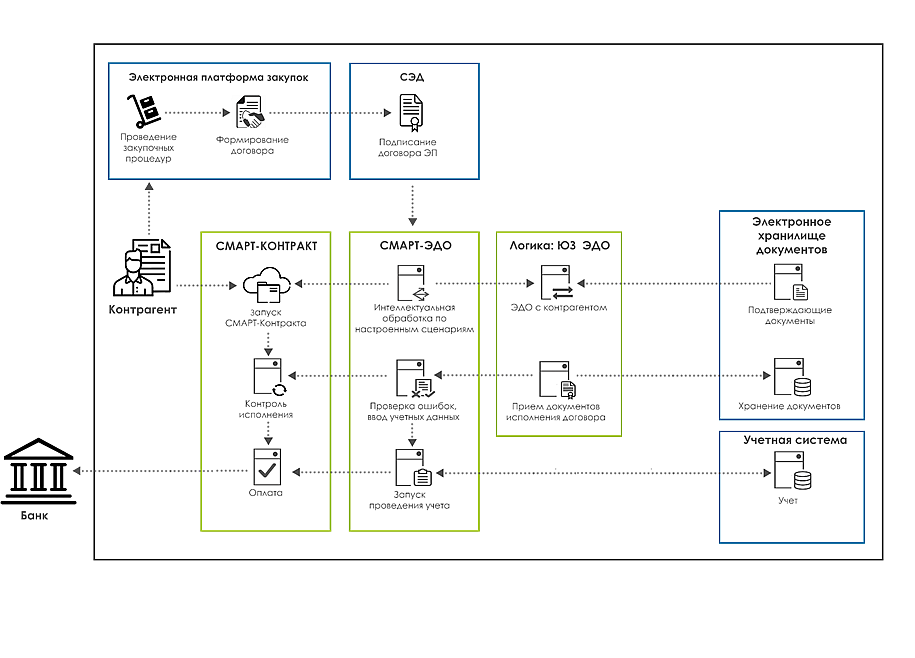 Электронная платформа закупок
Проведение
закупочных
процедур
Формирование
договора
СЭД
Подписание
договора ЭП
Контрагент
СМАРТ-КОНТРАКТ
Запуск
СМАРТ-Контракта
Контроль
исполнения
Оплата
СМАРТ-ЭДО
Интеллектуальная
обработка по
настроенным сценариям
Проверка ошибок,
ввод учетных данных
Запуск
проведения учета
Логика: ЮЗ ЭДО
ЭДО с контрагентом
Прием документов
исполнения договора
Электронное
хранилище
документов
Подтверждающие
документы
Хранение документов
Учетная система
Учет
Банк